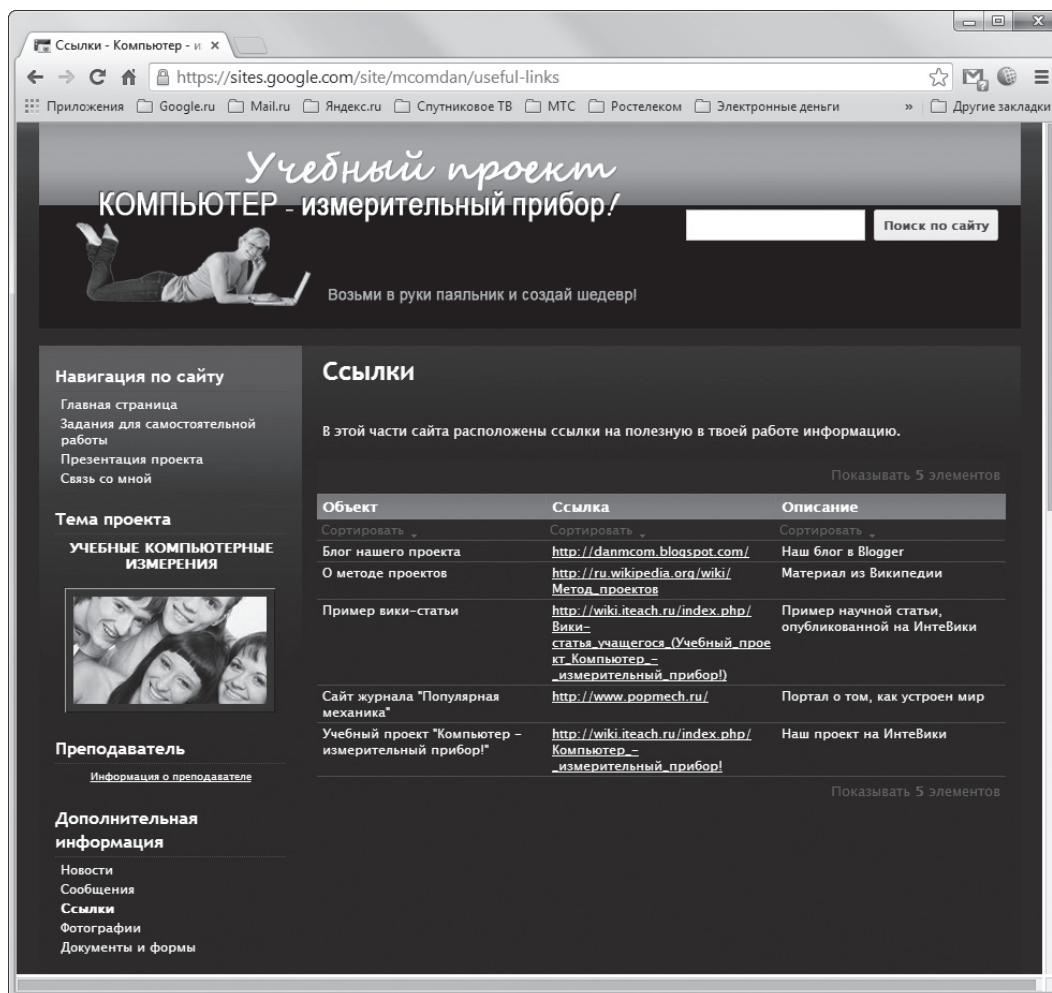 Ссылки - Компьютер - и
https://sites.google.com/site/mcomdan/useful-links
Приложения Google.ru Mail.ru Яндекс.ru Спутниковое ТВ МТС Ростелеком Электронные деньги » Другие закладки
Учебный проект
КОМПЬЮТЕР - измерительный прибор!
Поиск по сайту
Возьми в руки паяльник и создай шедевр!
Навигация по сайту
Главная страница
Задания для самостоятельной
работы
Презентация проекта
Связь со мной
Тема проекта
УЧЕБНЫЕ КОМПЬЮТЕРНЫЕ
ИЗМЕРЕНИЯ
Преподаватель
Информация о преподавателе
Дополнительная
информация
Новости
Сообщения
Ссылки
Фотографии
Документы и формы
Ссылки
В этой части сайта расположены ссылки на полезную в твоей работе информацию.
Показывать 5 элементов
Объект Ссылка Описание
Сортировать Сортировать Сортировать
Блог нашего проекта http://danmcom.blogspot.com/ Наш блог в Blogger
О методе проектов http://ru.wikipedia.org/wiki/ Материал из Википедии
Метод_проектов
Пример вики-статьи http://wiki.iteach.ru/index.php/ Пример научной статьи,
Вики– опубликованной на ИнтеВики
статья_учащегося_(Учебный_прое
кт_Компьютер_–
_измерительный_прибор!)
Сайт журнала "Популярная http://www.popmech.ru/ Портал о том, как устроен мир
механика"
Учебный проект "Компьютер – http://wiki.iteach.ru/index.php/ Наш проект на ИнтеВики
измерительный прибор!" Компьютер_–
_измерительный_прибор!
Показывать 5 элементов